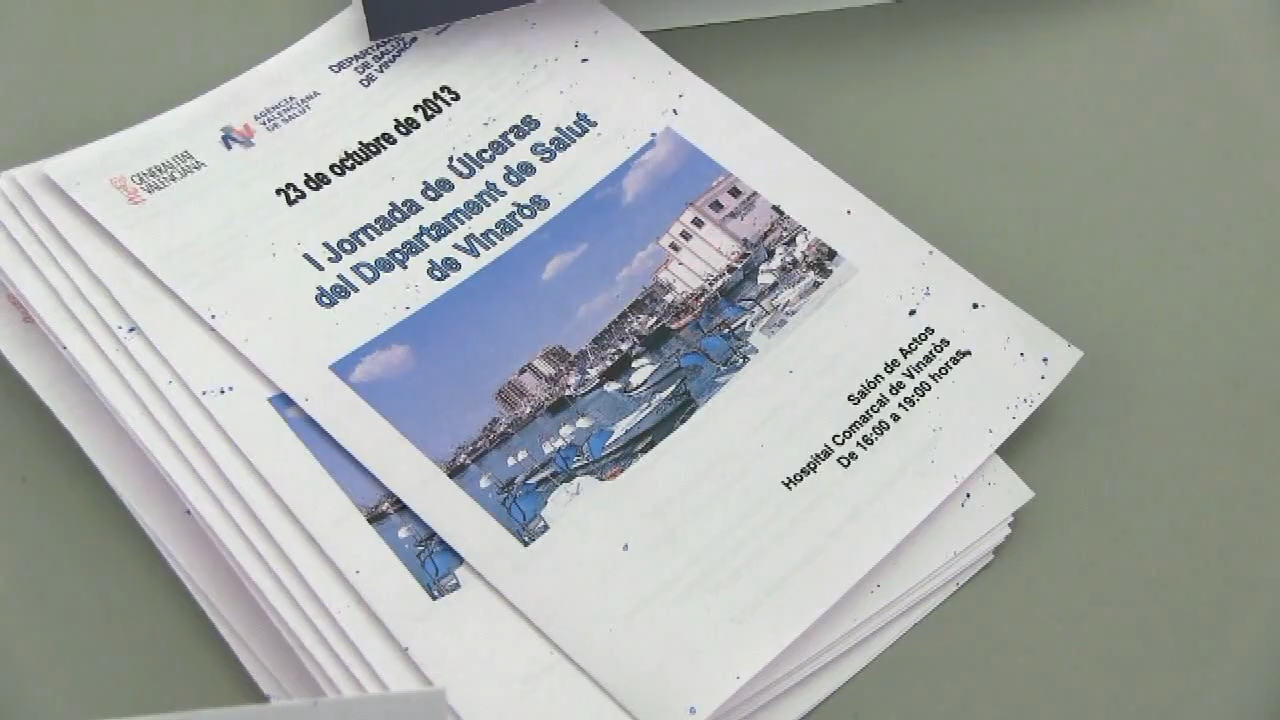 GENERALITAT
VALENCIANA
AGÈNCIA
VALENCIANA
DE SALUT
DEPARTAMENT
DE SALUT
DE VINARÒS
23 de octubre de 2013
I Jornada de Úlceras
del Departament de Salut
de Vinaròs
Salón de Actos
Hospital Comarcal de Vinaròs
De 16:00 a 19:00 horas